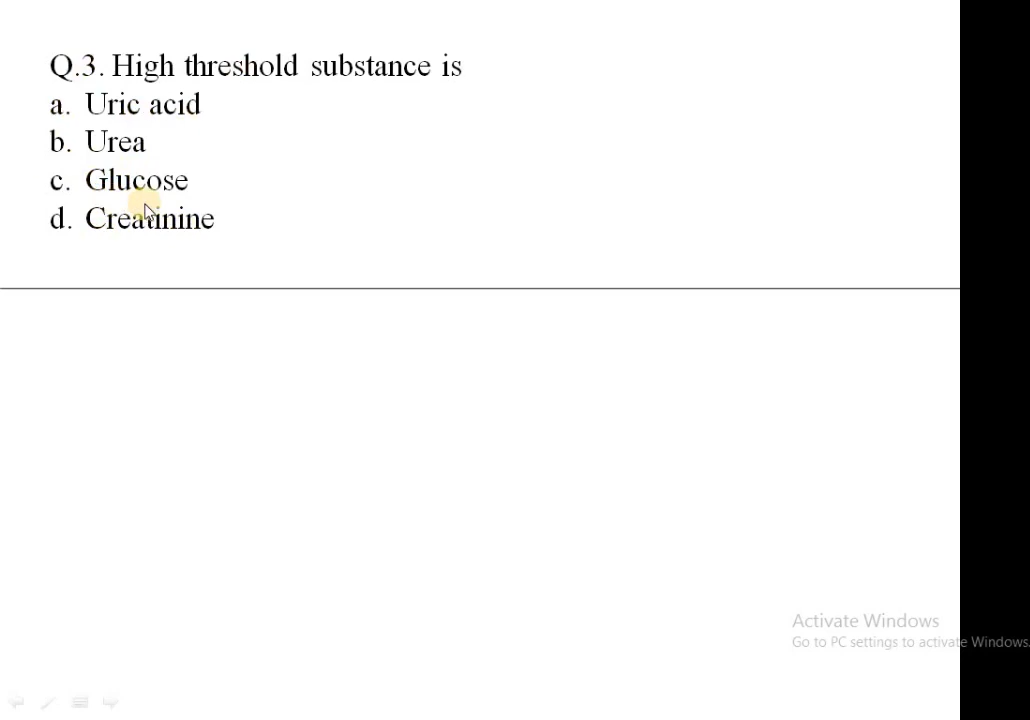 Q.3. High threshold substance is
a. Uric acid
b. Urea
c. Glucose
d. Creatinine
Activate Windows
Go to PC settings to activate Windows.